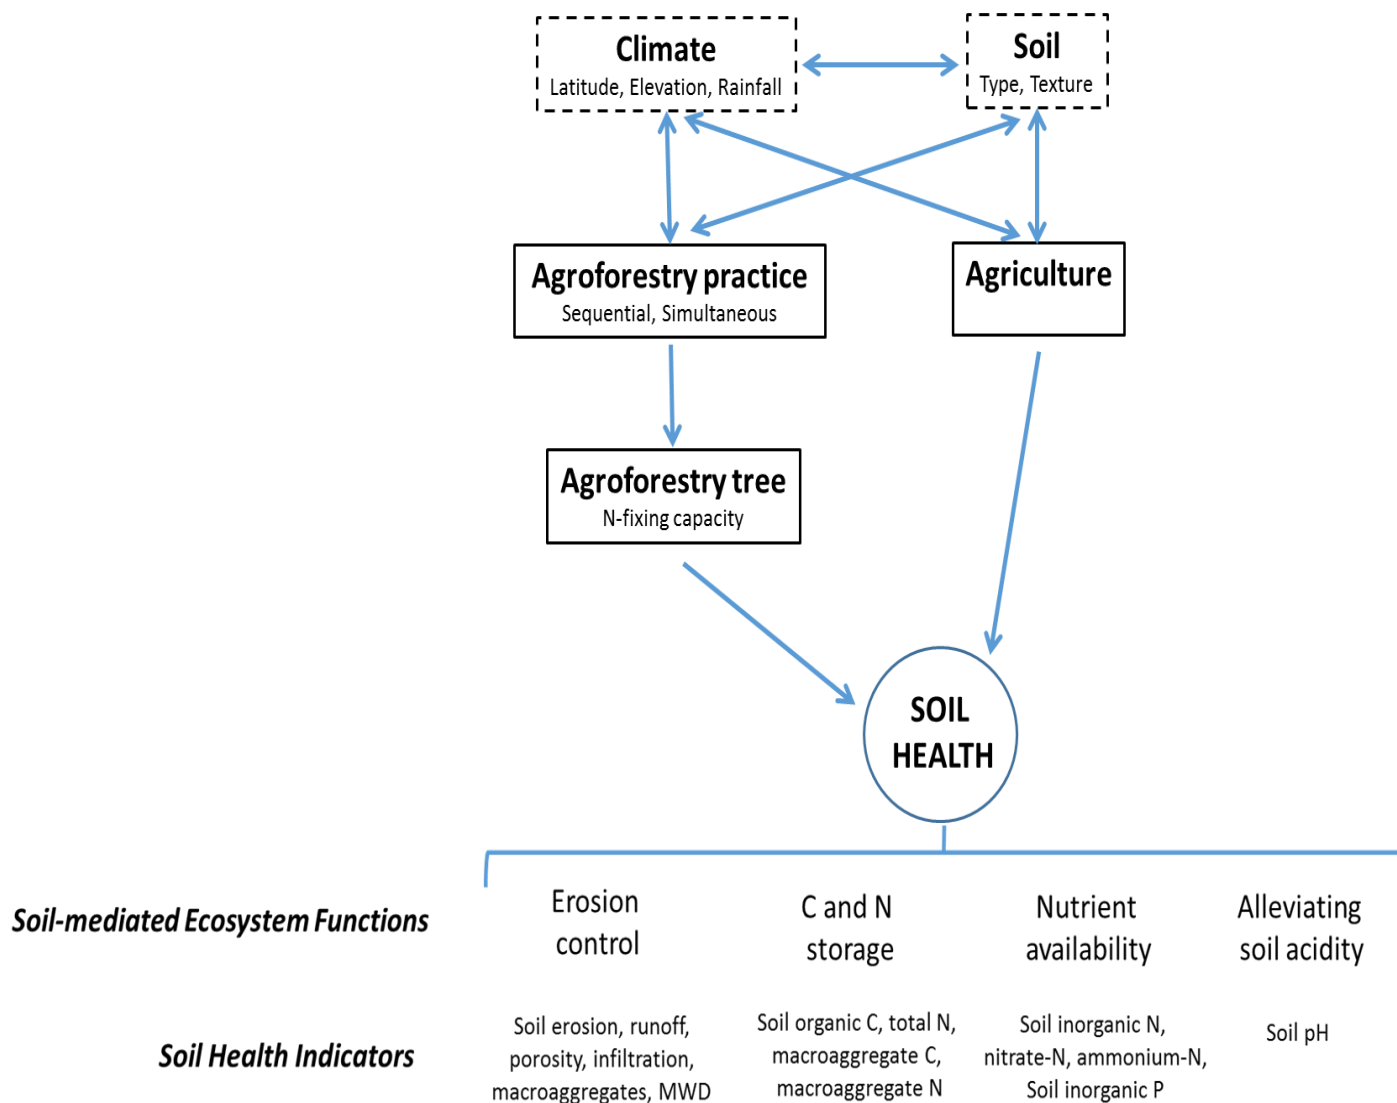 Climate
Latitude, Elevation, Rainfall
Soil
Type, Texture
Agroforestry practice
Sequential, Simultaneous
Agriculture
Agroforestry tree
N-fixing capacity
SOIL
HEALTH
Soil-mediated Ecosystem Functions
Erosion
control
C and N
storage
Nutrient
availability
Alleviating
soil acidity
Soil Health Indicators
Soil erosion, runoff,
porosity, infiltration,
macroaggregates, MWD
Soil organic C, total N,
macroaggregate C,
macroaggregate N
Soil inorganic N,
nitrate-N, ammonium-N,
Soil inorganic P
Soil pH